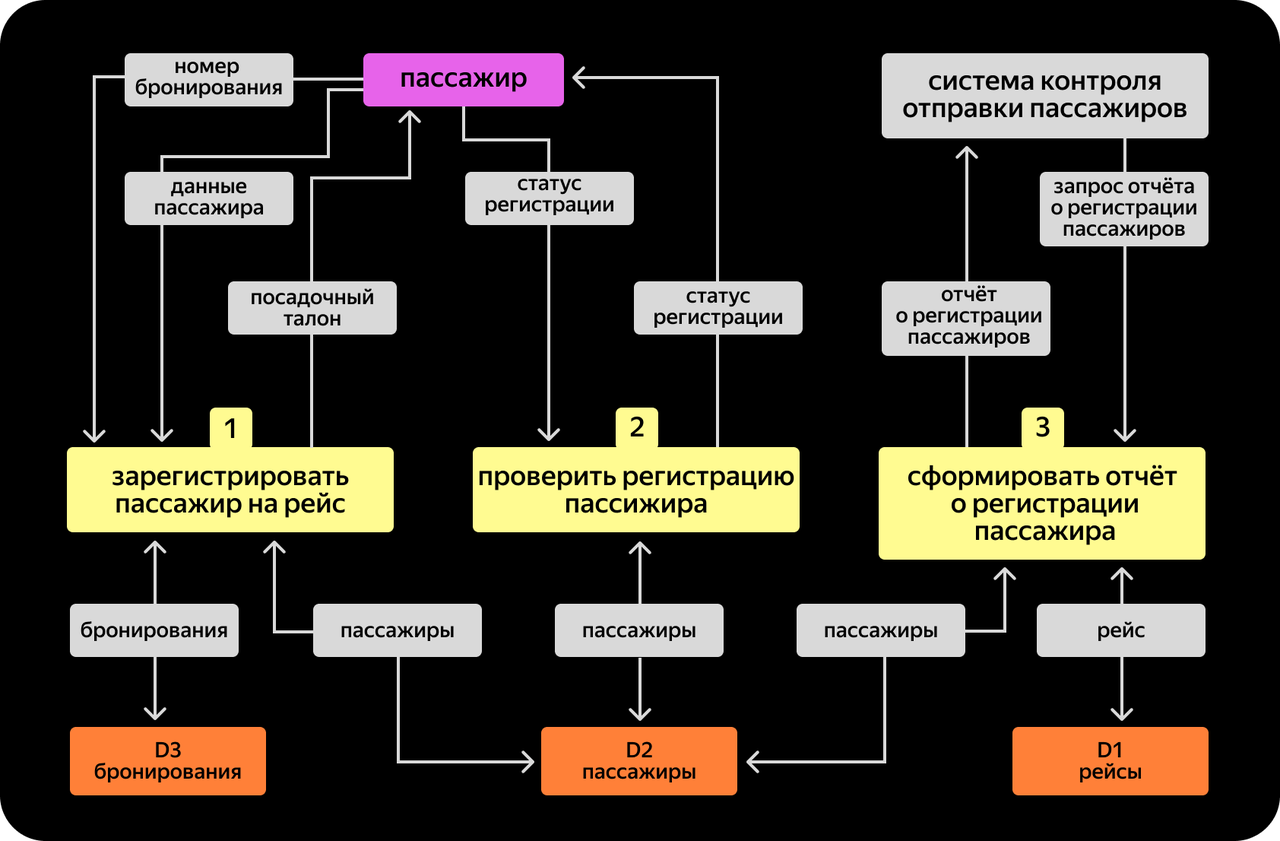 номер
бронирования
пассажир
система контроля
отправки пассажиров
данные
пассажира
статус
регистрации
запрос отчёта
о регистрации
пассажиров
посадочный
талон
статус
регистрации
отчёт
о регистрации
пассажиров
1
зарегистрировать
пассажир на рейс
2
проверить регистрацию
пассижира
3
сформировать отчёт
о регистрации
пассажира
бронирования
пассажиры
пассажиры
пассажиры
рейс
D3
бронирования
D2
пассажиры
D1
рейсы